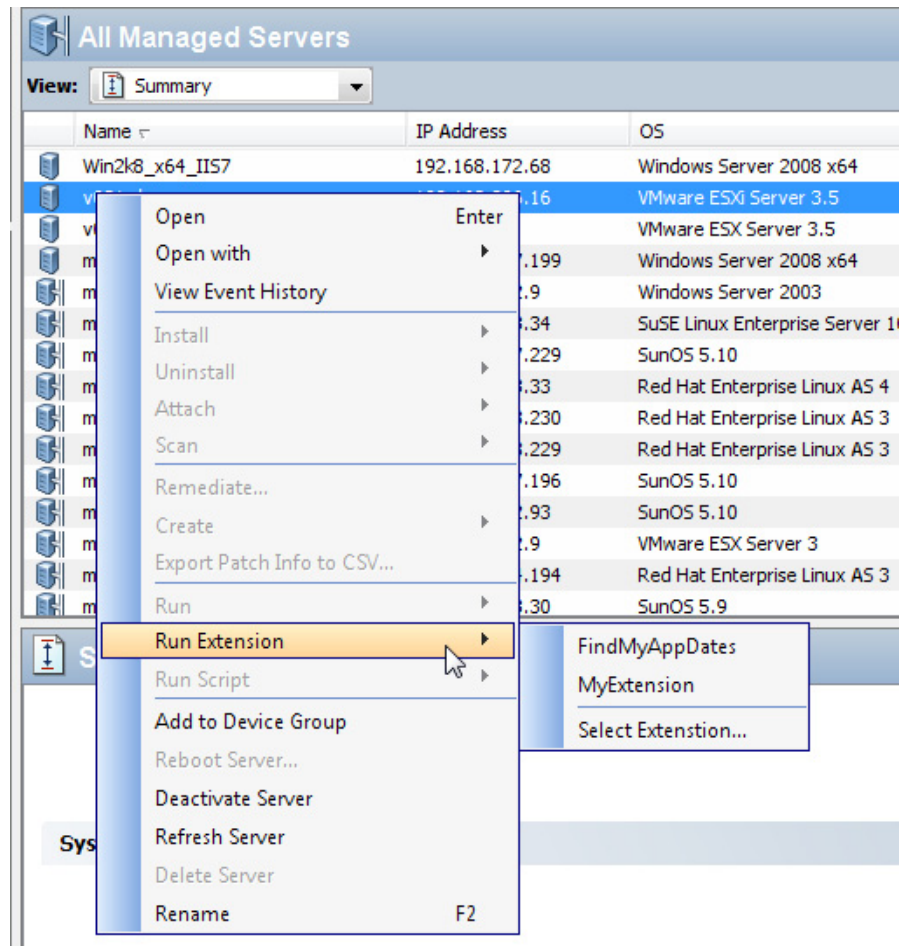 All Managed Servers
View: Summary
Name IP Address OS
Win2k8_x64_IIS7 192.168.172.68 Windows Server 2008 x64
.16 VMware ESXi Server 3.5
VMware ESX Server 3.5
.199 Windows Server 2008 x64
.9 Windows Server 2003
.34 SuSE Linux Enterprise Server
.229 SunOS 5.10
.33 Red Hat Enterprise Linux AS 4
.230 Red Hat Enterprise Linux AS 3
.229 Red Hat Enterprise Linux AS 3
.196 SunOS 5.10
.93 SunOS 5.10
.9 VMware ESX Server 3
.194 Red Hat Enterprise Linux AS 3
.30 SunOS 5.9
Open Enter
Open with
View Event History
Install
Uninstall
Attach
Scan
Remediate...
Create
Export Patch Info to CSV...
Run
Run Extension
Run Script
Add to Device Group
Reboot Server...
Deactivate Server
Refresh Server
Delete Server
Rename F2
FindMyAppDates
MyExtension
Select Extenstion...
Sys